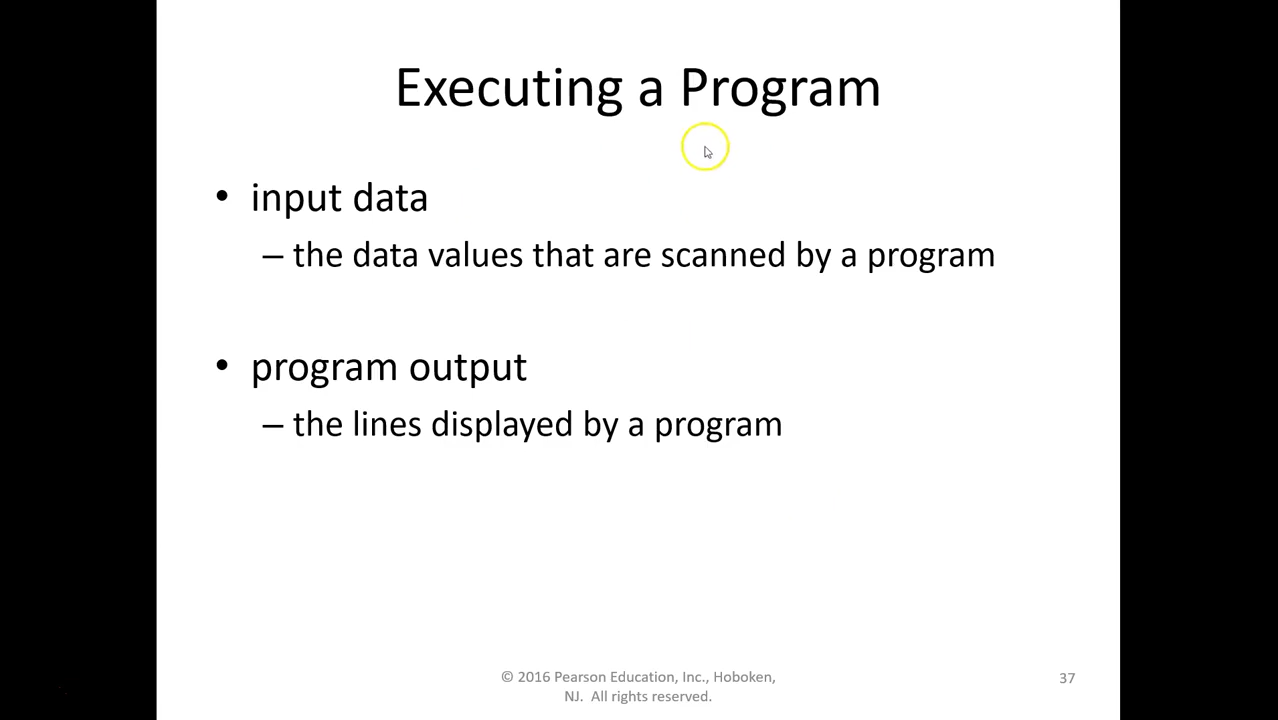 Executing a Program
• input data
– the data values that are scanned by a program
• program output
– the lines displayed by a program
© 2016 Pearson Education, Inc., Hoboken,
NJ.  All rights reserved.
37